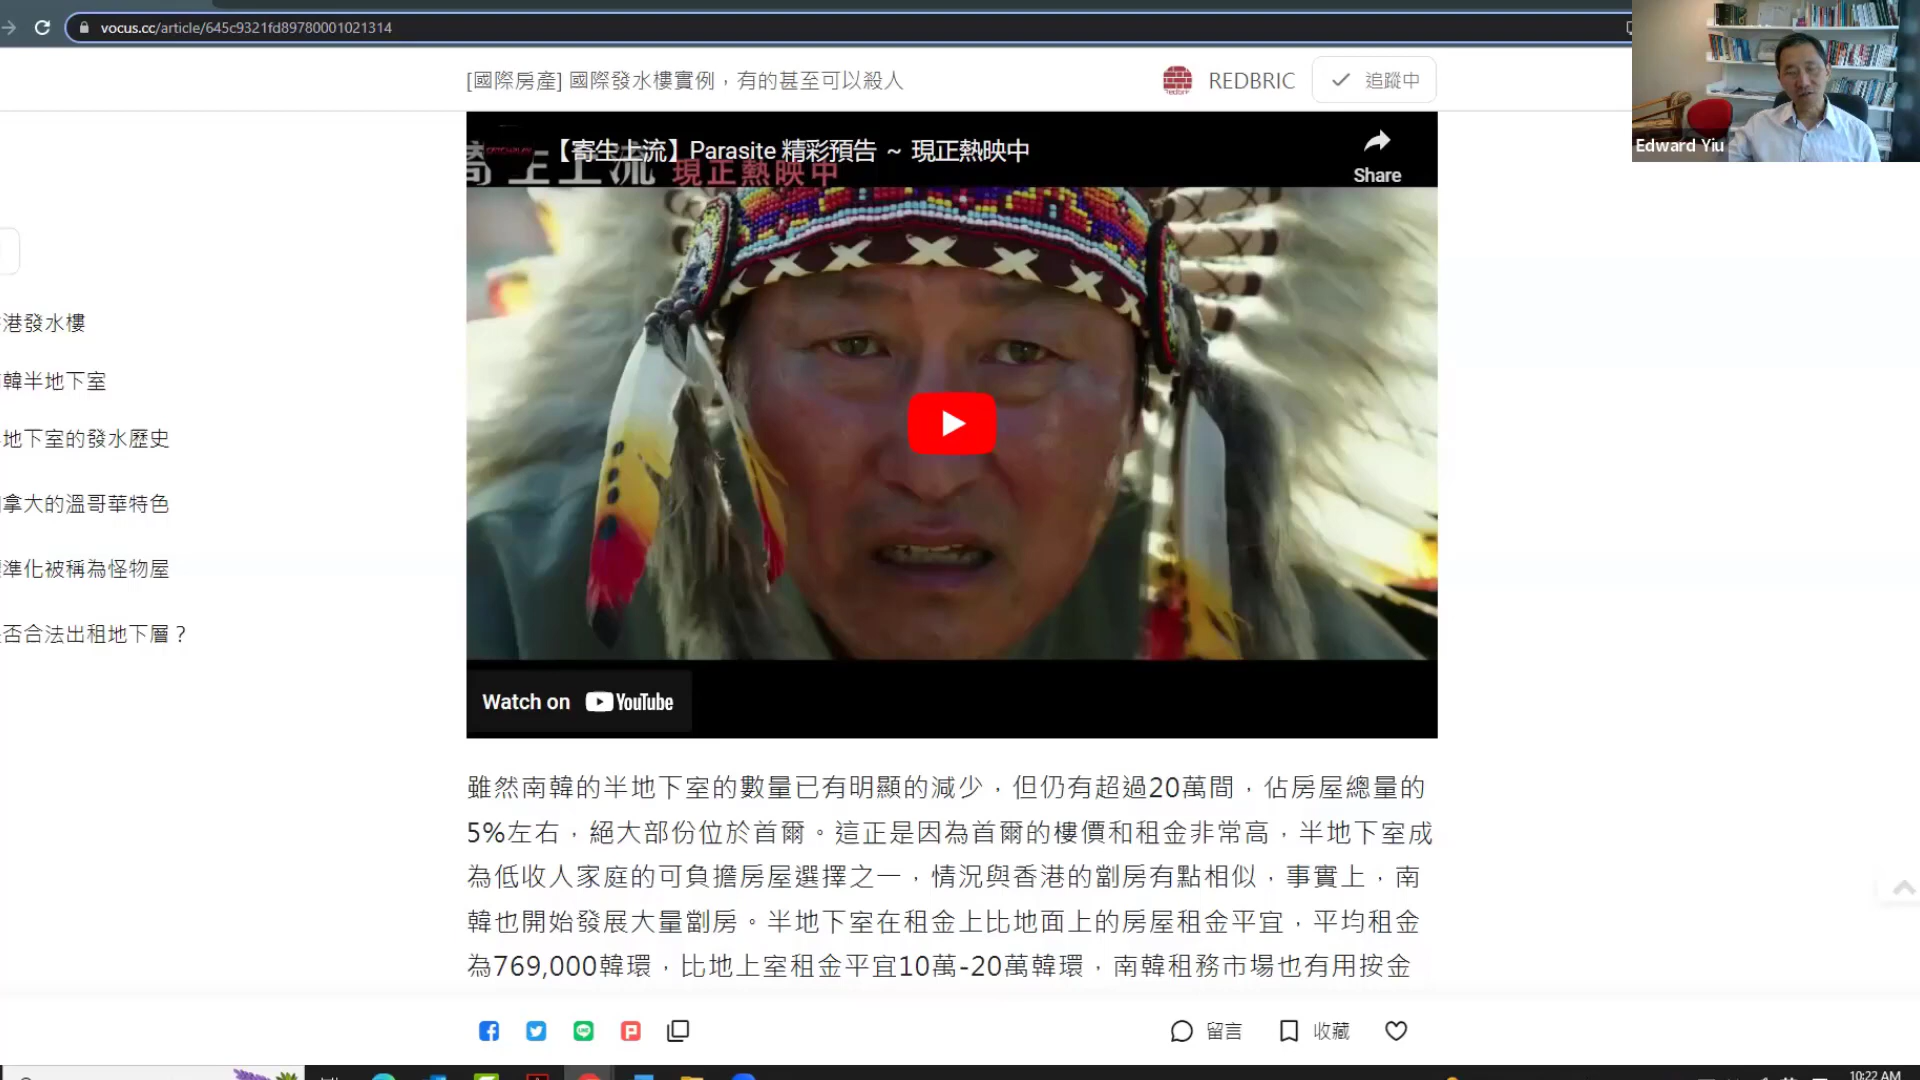 vocus.cc/article/645c9321fd89780001021314
[國際房產] 國際發水樓實例，有的甚至可以殺人
REDBRIC
追蹤中
Edward Yiu
【寄生上流】Parasite 精彩預告 ~ 現正熱映中
Share
寄生上流 現正熱映中
港發水樓
韓半地下室
地下室的發水歷史
拿大的溫哥華特色
準化被稱為怪物屋
否合法出租地下層？
Watch on YouTube
雖然南韓的半地下室的數量已有明顯的減少，但仍有超過20萬間，佔房屋總量的
5%左右，絕大部份位於首爾。這正是因為首爾的樓價和租金非常高，半地下室成
為低收人家庭的可負擔房屋選擇之一，情況與香港的劏房有點相似，事實上，南
韓也開始發展大量劏房。半地下室在租金上比地面上的房屋租金平宜，平均租金
為769,000韓環，比地上室租金平宜10萬-20萬韓環，南韓租務市場也有用按金
留言
收藏
10:22 AM